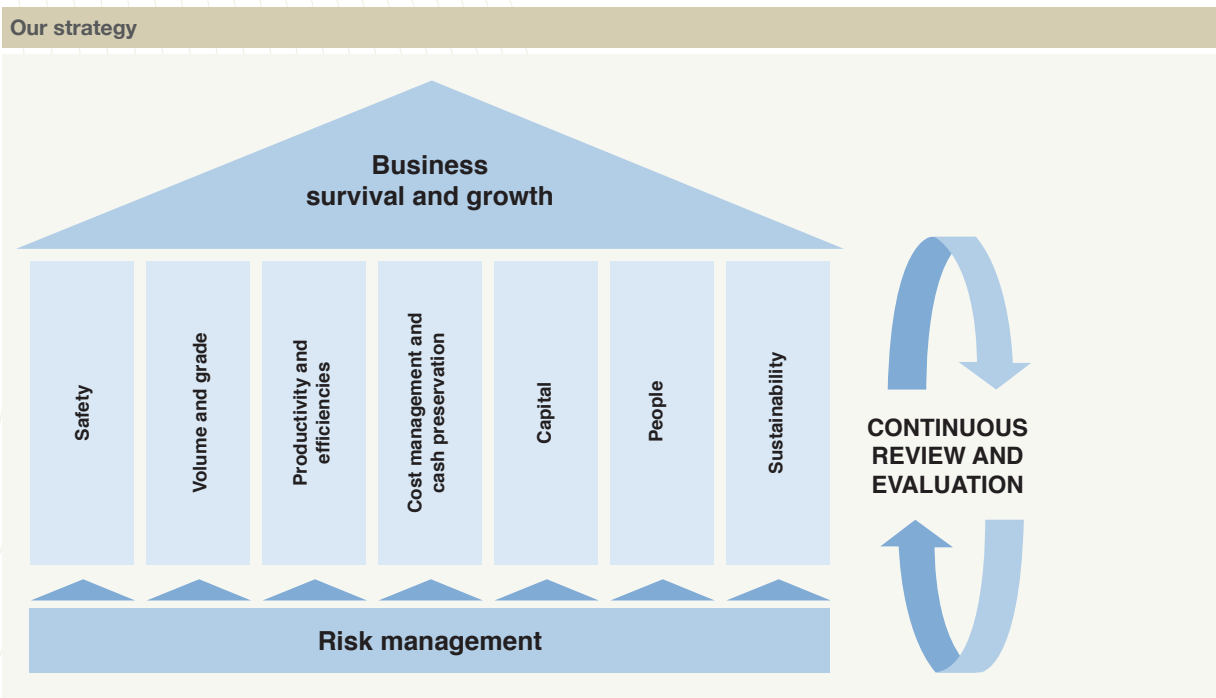 Our strategy
Business
survival and growth
Safety
Volume and grade
Productivity and
efficiencies
Cost management and
cash preservation
Capital
People
Sustainability
CONTINUOUS
REVIEW AND
EVALUATION
Risk management